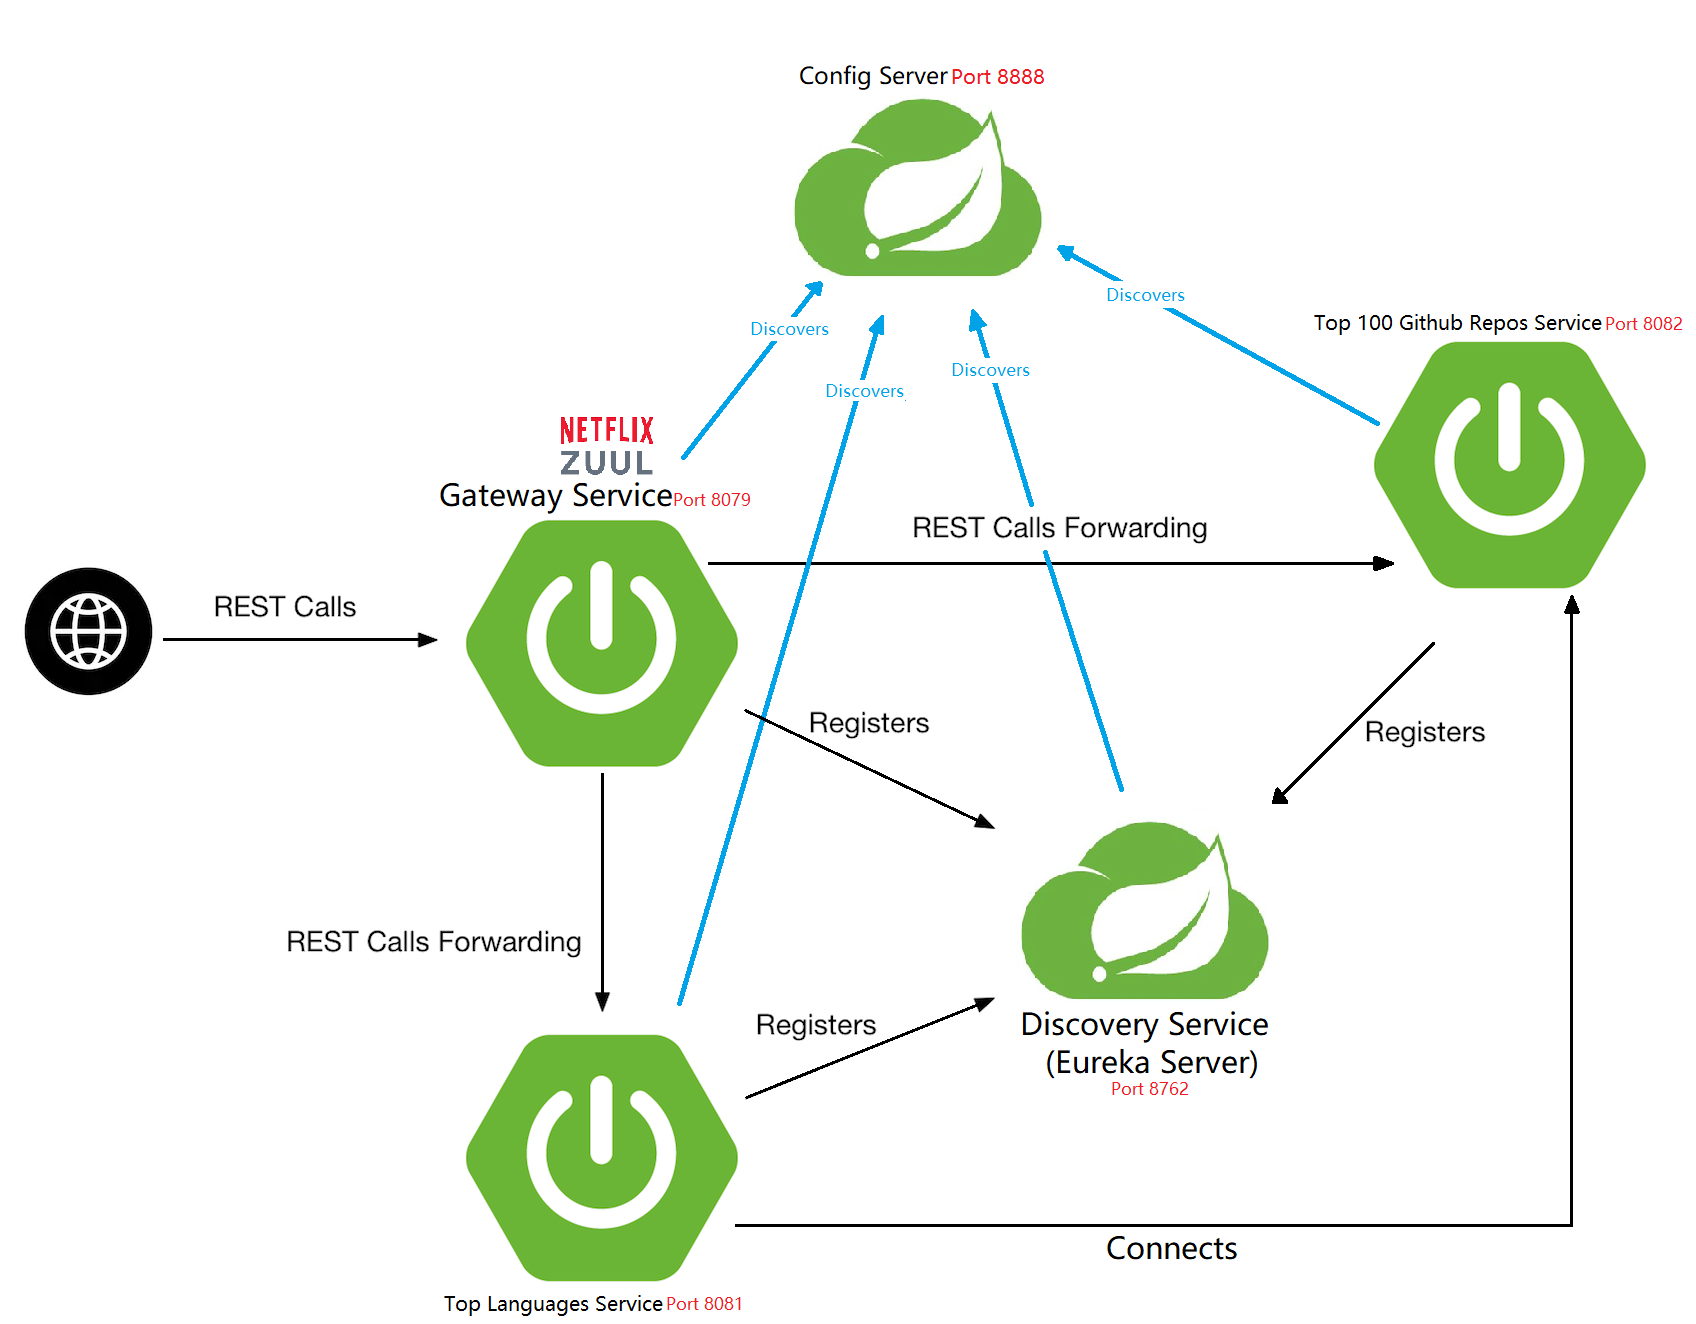 Config Server Port 8888
Discovers
Top 100 Github Repos Service Port 8082
Discovers
Discovers
Discovers
NETFLIX
ZUUL
Gateway Service Port 8079
REST Calls Forwarding
REST Calls
Registers
Registers
REST Calls Forwarding
Registers
Discovery Service
(Eureka Server)
Port 8762
Connects
Top Languages Service Port 8081